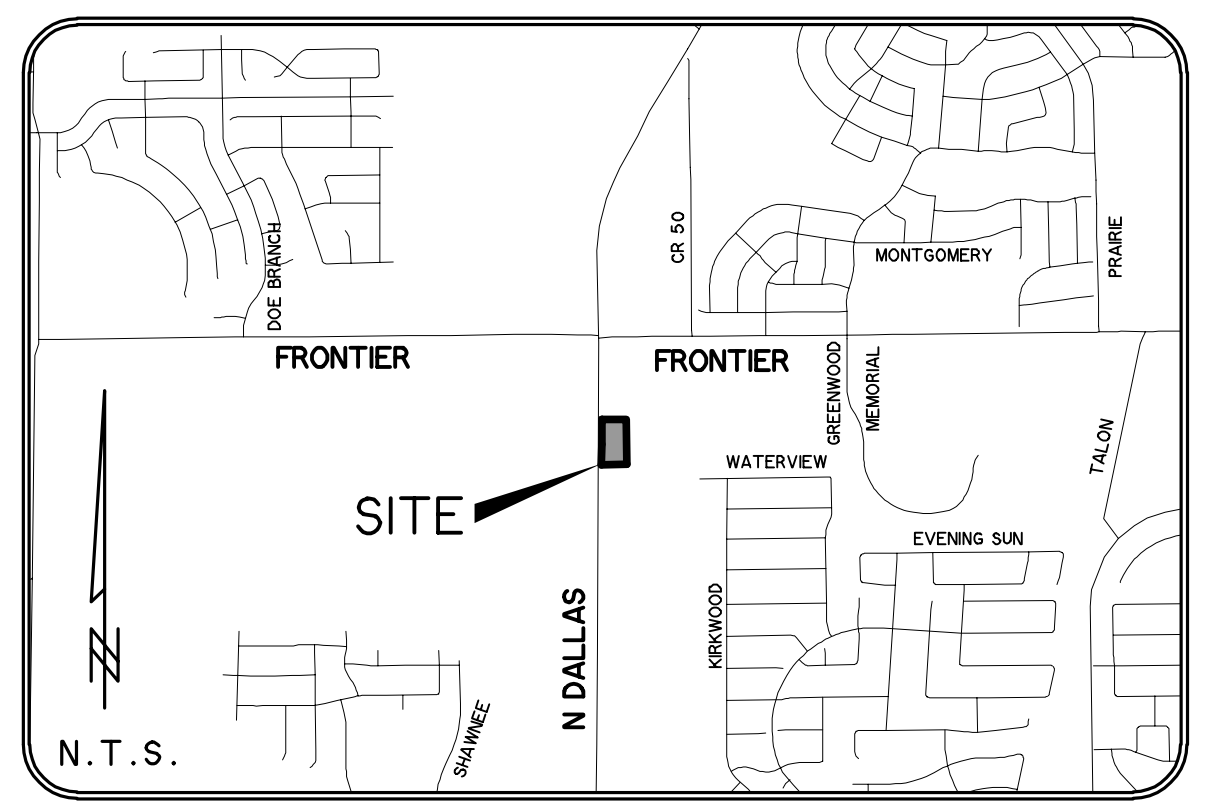 DOE BRANCH
CR 50
MONTGOMERY
PRAIRIE
FRONTIER
FRONTIER
GREENWOOD
MEMORIAL
TALON
WATERVIEW
SITE
EVENING SUN
KIRKWOOD
N DALLAS
SHAWNEE
N
N.T.S.